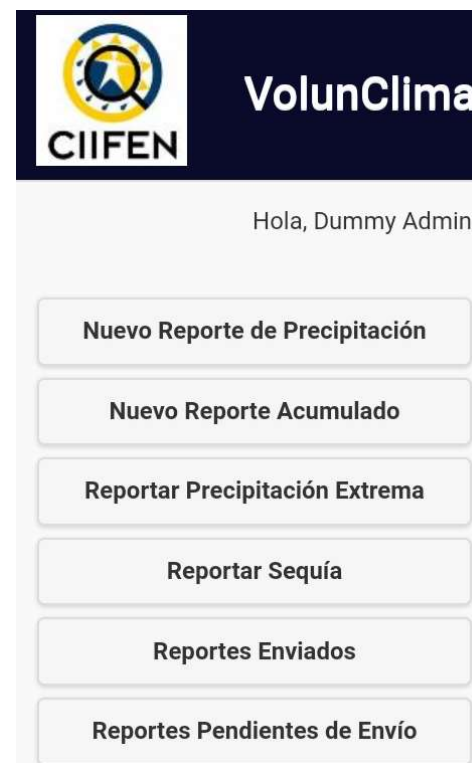 CIIFEN
VolunClima
Hola, Dummy Admin
Nuevo Reporte de Precipitación
Nuevo Reporte Acumulado
Reportar Precipitación Extrema
Reportar Sequía
Reportes Enviados
Reportes Pendientes de Envío